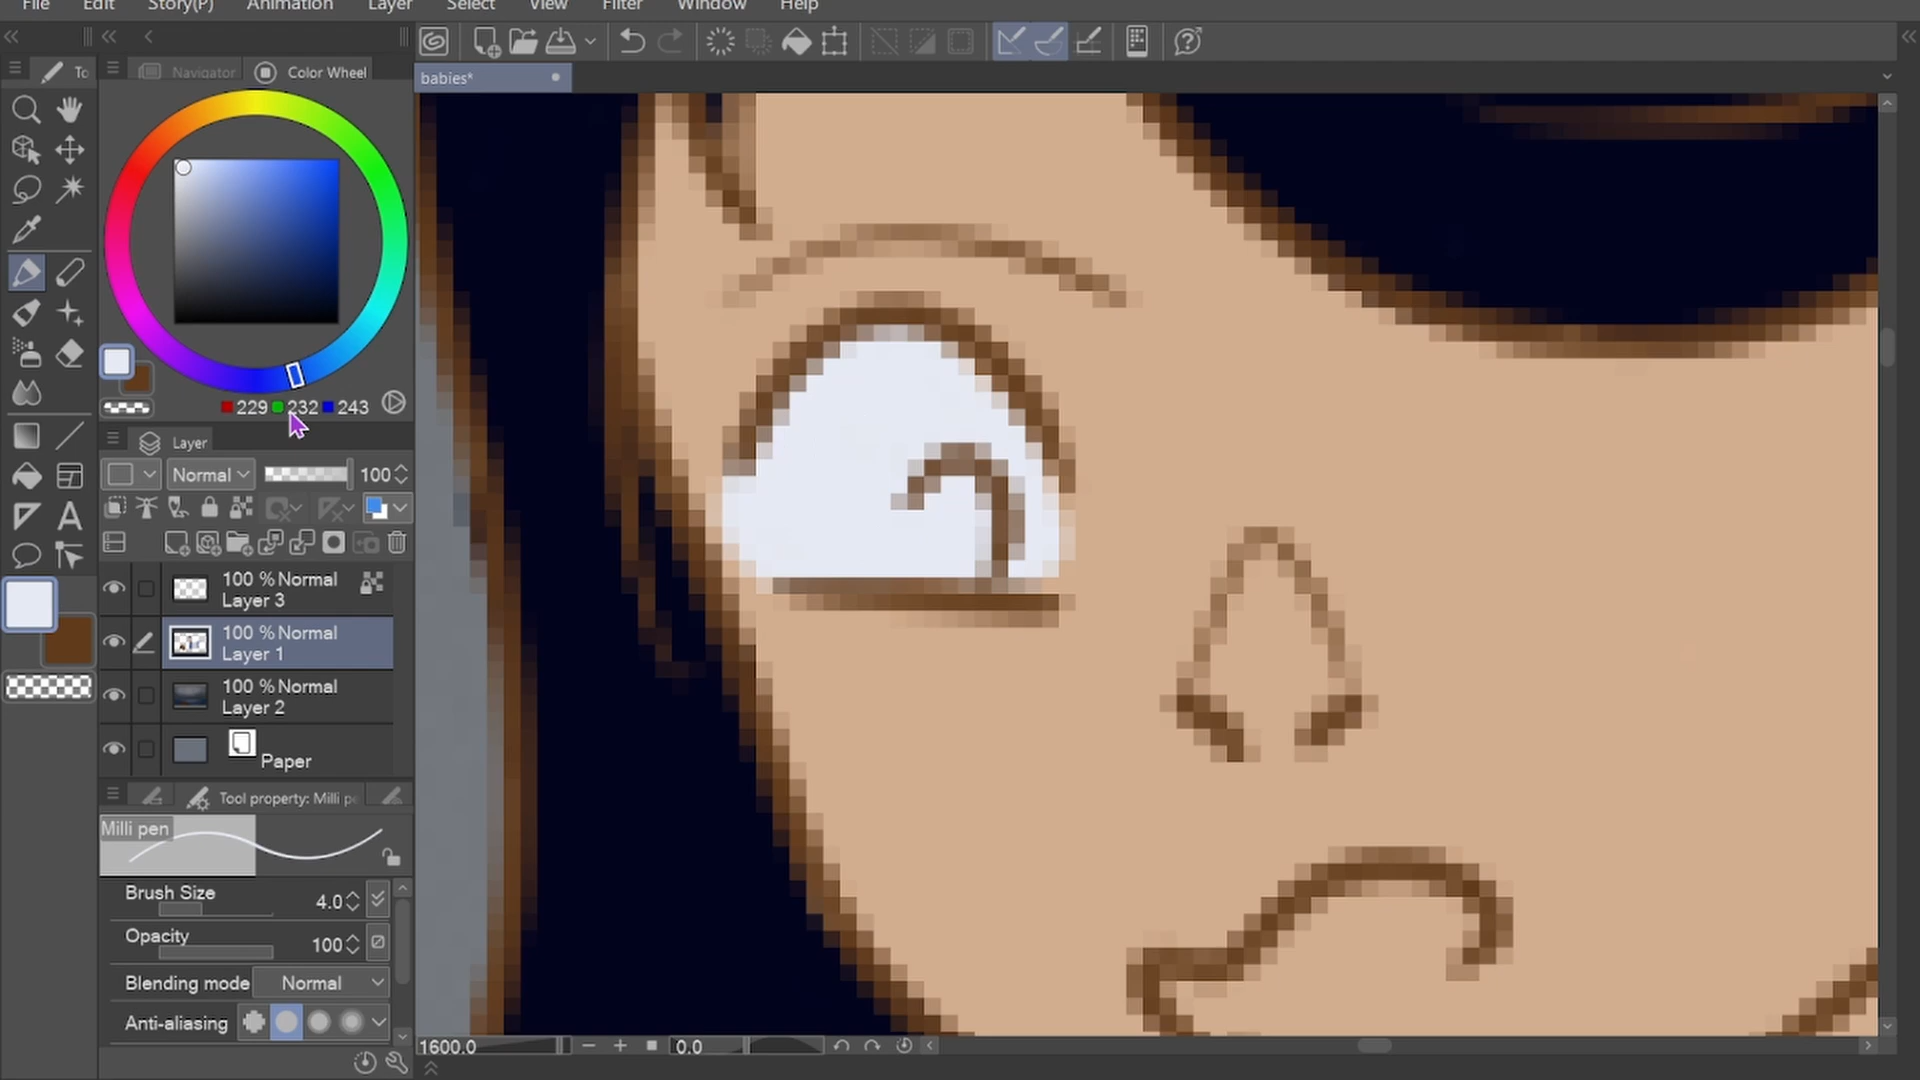 File Edit Story(P) Animation Layer Select View Filter Window Help
To
Navigator Color Wheel
babies*
229 232 243
Layer
Normal 100
100 %Normal
Layer 3
100 %Normal
Layer 1
100 %Normal
Layer 2
Paper
Tool property: Milli pe
Milli pen
Brush Size 4.0
Opacity 100
Blending mode Normal
Anti-aliasing
1600.0 0.0